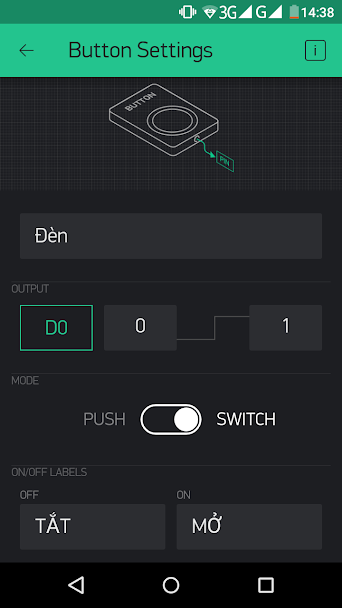 3G G 14:38
Button Settings
i
BUTTON
PIN
Đèn
OUTPUT
D0 0 1
MODE
PUSH SWITCH
ON/OFF LABELS
OFF ON
TẮT MỞ